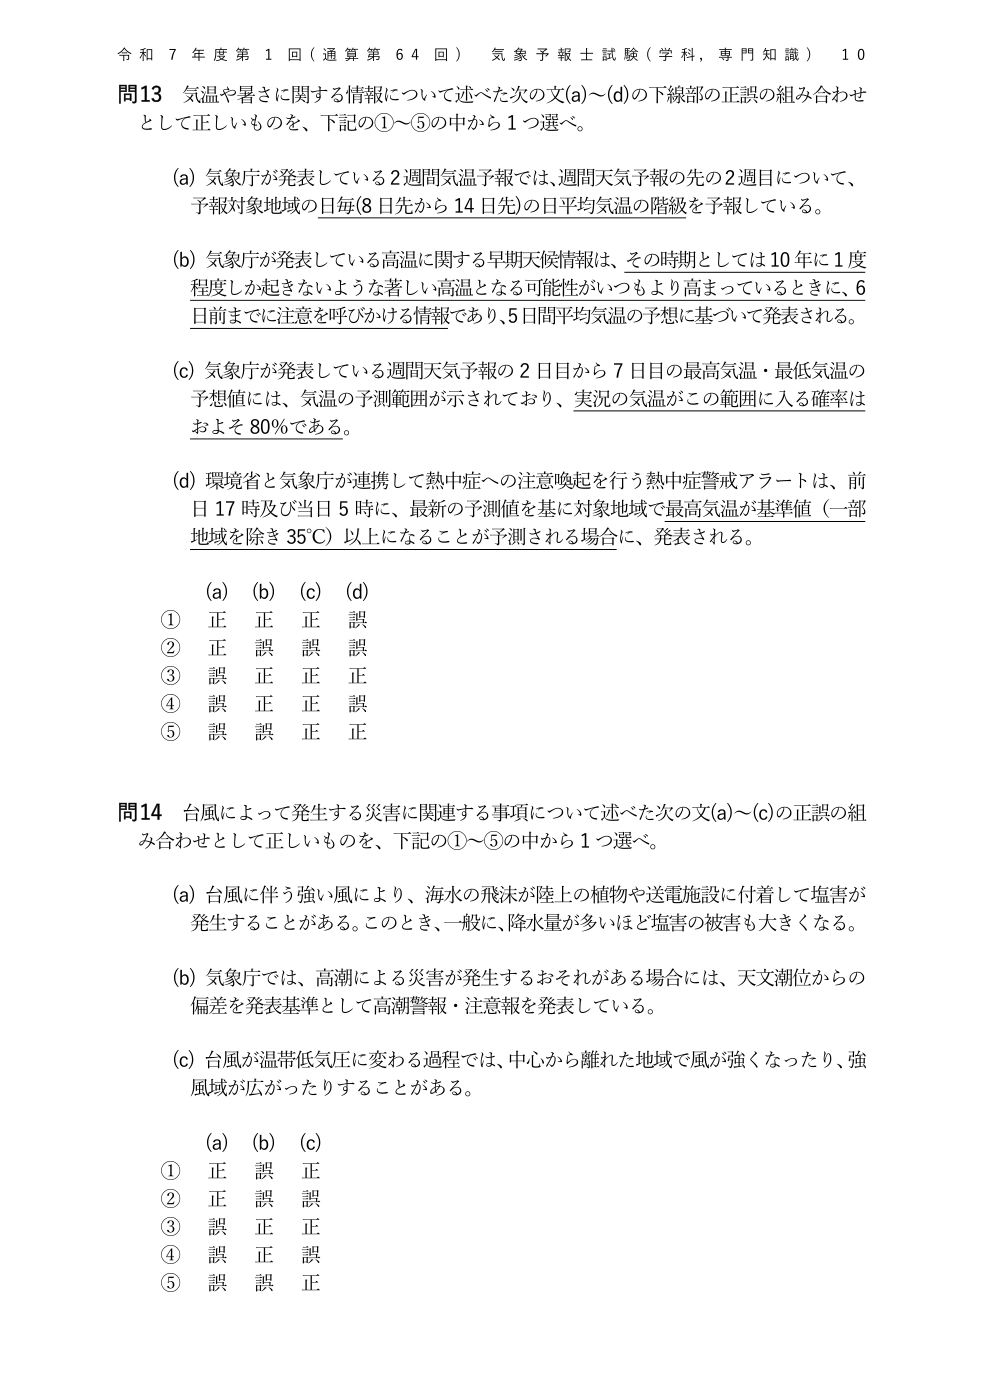 令和7年度第1回(通算第64回) 気象予報士試験(学科,専門知識) 10
問13 気温や暑さに関する情報について述べた次の文(a)〜(d)の下線部の正誤の組み合わせ
として正しいものを、下記の①〜⑤の中から1つ選べ。
(a) 気象庁が発表している2週間気温予報では、週間天気予報の先の2週目について、
予報対象地域の日毎(8日先から14日先)の日平均気温の階級を予報している。
(b) 気象庁が発表している高温に関する早期天候情報は、その時期としては10年に1度
程度しか起きないような著しい高温となる可能性がいつもより高まっているときに、6
日前までに注意を呼びかける情報であり、5日間平均気温の予想に基づいて発表される。
(c) 気象庁が発表している週間天気予報の2日目から7日目の最高気温・最低気温の
予想値には、気温の予測範囲が示されており、実況の気温がこの範囲に入る確率は
およそ80%である。
(d) 環境省と気象庁が連携して熱中症への注意喚起を行う熱中症警戒アラートは、前
日17時及び当日5時に、最新の予測値を基に対象地域で最高気温が基準値（一部
地域を除き35℃）以上になることが予測される場合に、発表される。
(a) (b) (c) (d)
① 正 正 正 誤
② 正 誤 誤 誤
③ 誤 正 正 正
④ 誤 正 正 誤
⑤ 誤 誤 正 正
問14 台風によって発生する災害に関連する事項について述べた次の文(a)〜(c)の正誤の組
み合わせとして正しいものを、下記の①〜⑤の中から1つ選べ。
(a) 台風に伴う強い風により、海水の飛沫が陸上の植物や送電施設に付着して塩害が
発生することがある。このとき、一般に、降水量が多いほど塩害の被害も大きくなる。
(b) 気象庁では、高潮による災害が発生するおそれがある場合には、天文潮位からの
偏差を発表基準として高潮警報・注意報を発表している。
(c) 台風が温帯低気圧に変わる過程では、中心から離れた地域で風が強くなったり、強
風域が広がったりすることがある。
(a) (b) (c)
① 正 誤 正
② 正 誤 誤
③ 誤 正 正
④ 誤 正 誤
⑤ 誤 誤 正